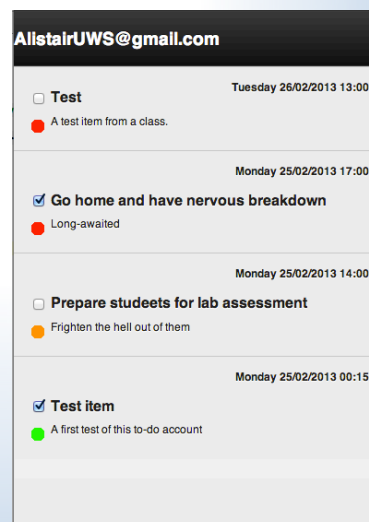 AlistairUWS@gmail.com
Tuesday 26/02/2013 13:00
Test
A test item from a class.
Monday 25/02/2013 17:00
Go home and have nervous breakdown
Long-awaited
Monday 25/02/2013 14:00
Prepare studeets for lab assessment
Frighten the hell out of them
Monday 25/02/2013 00:15
Test item
A first test of this to-do account